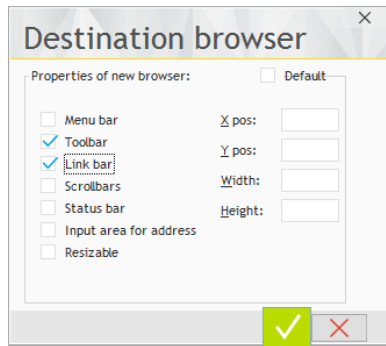 Destination browser
Properties of new browser:
Default
Menu bar
Toolbar
Link bar
Scrollbars
Status bar
Input area for address
Resizable
X pos:
Y pos:
Width:
Height: